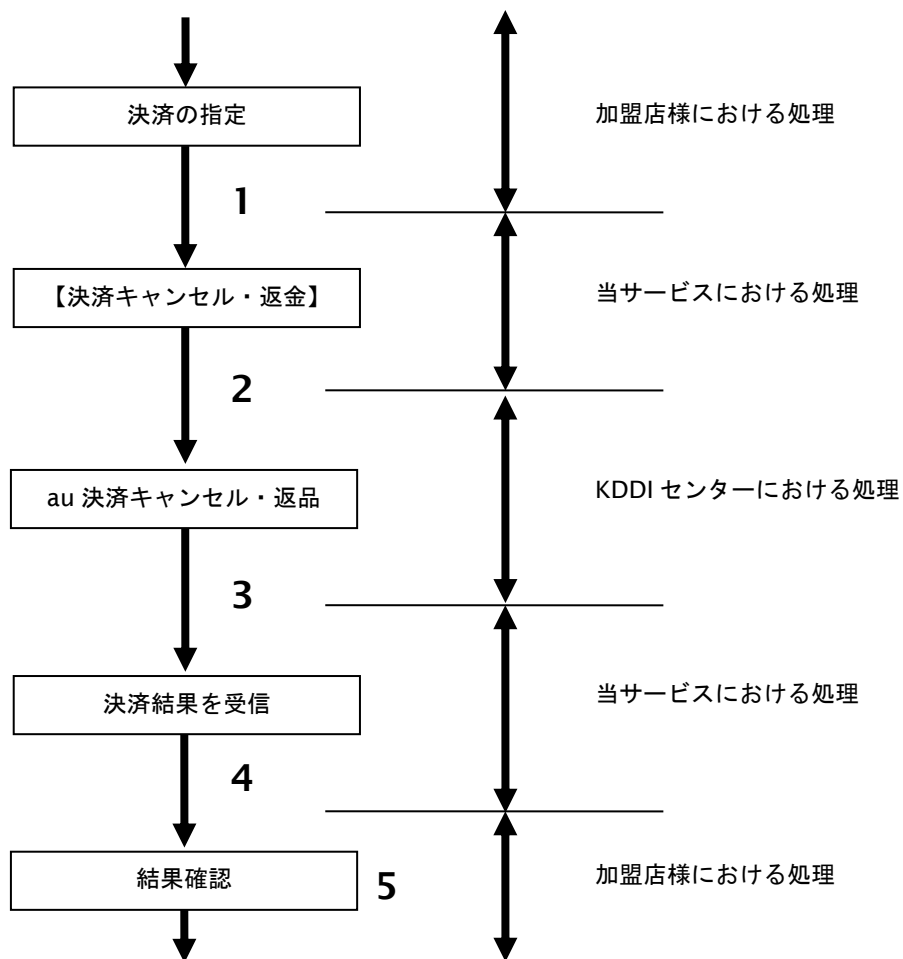 決済の指定
加盟店様における処理
1
【決済キャンセル・返金】
当サービスにおける処理
2
au 決済キャンセル・返品
KDDI センターにおける処理
3
決済結果を受信
当サービスにおける処理
4
結果確認
5
加盟店様における処理